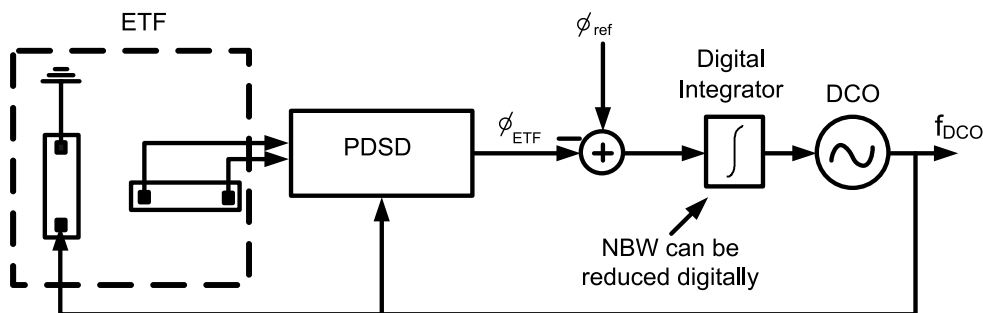 ETF
ϕref
Digital
Integrator
DCO
PDSD
ϕETF
fDCO
NBW can be
reduced digitally